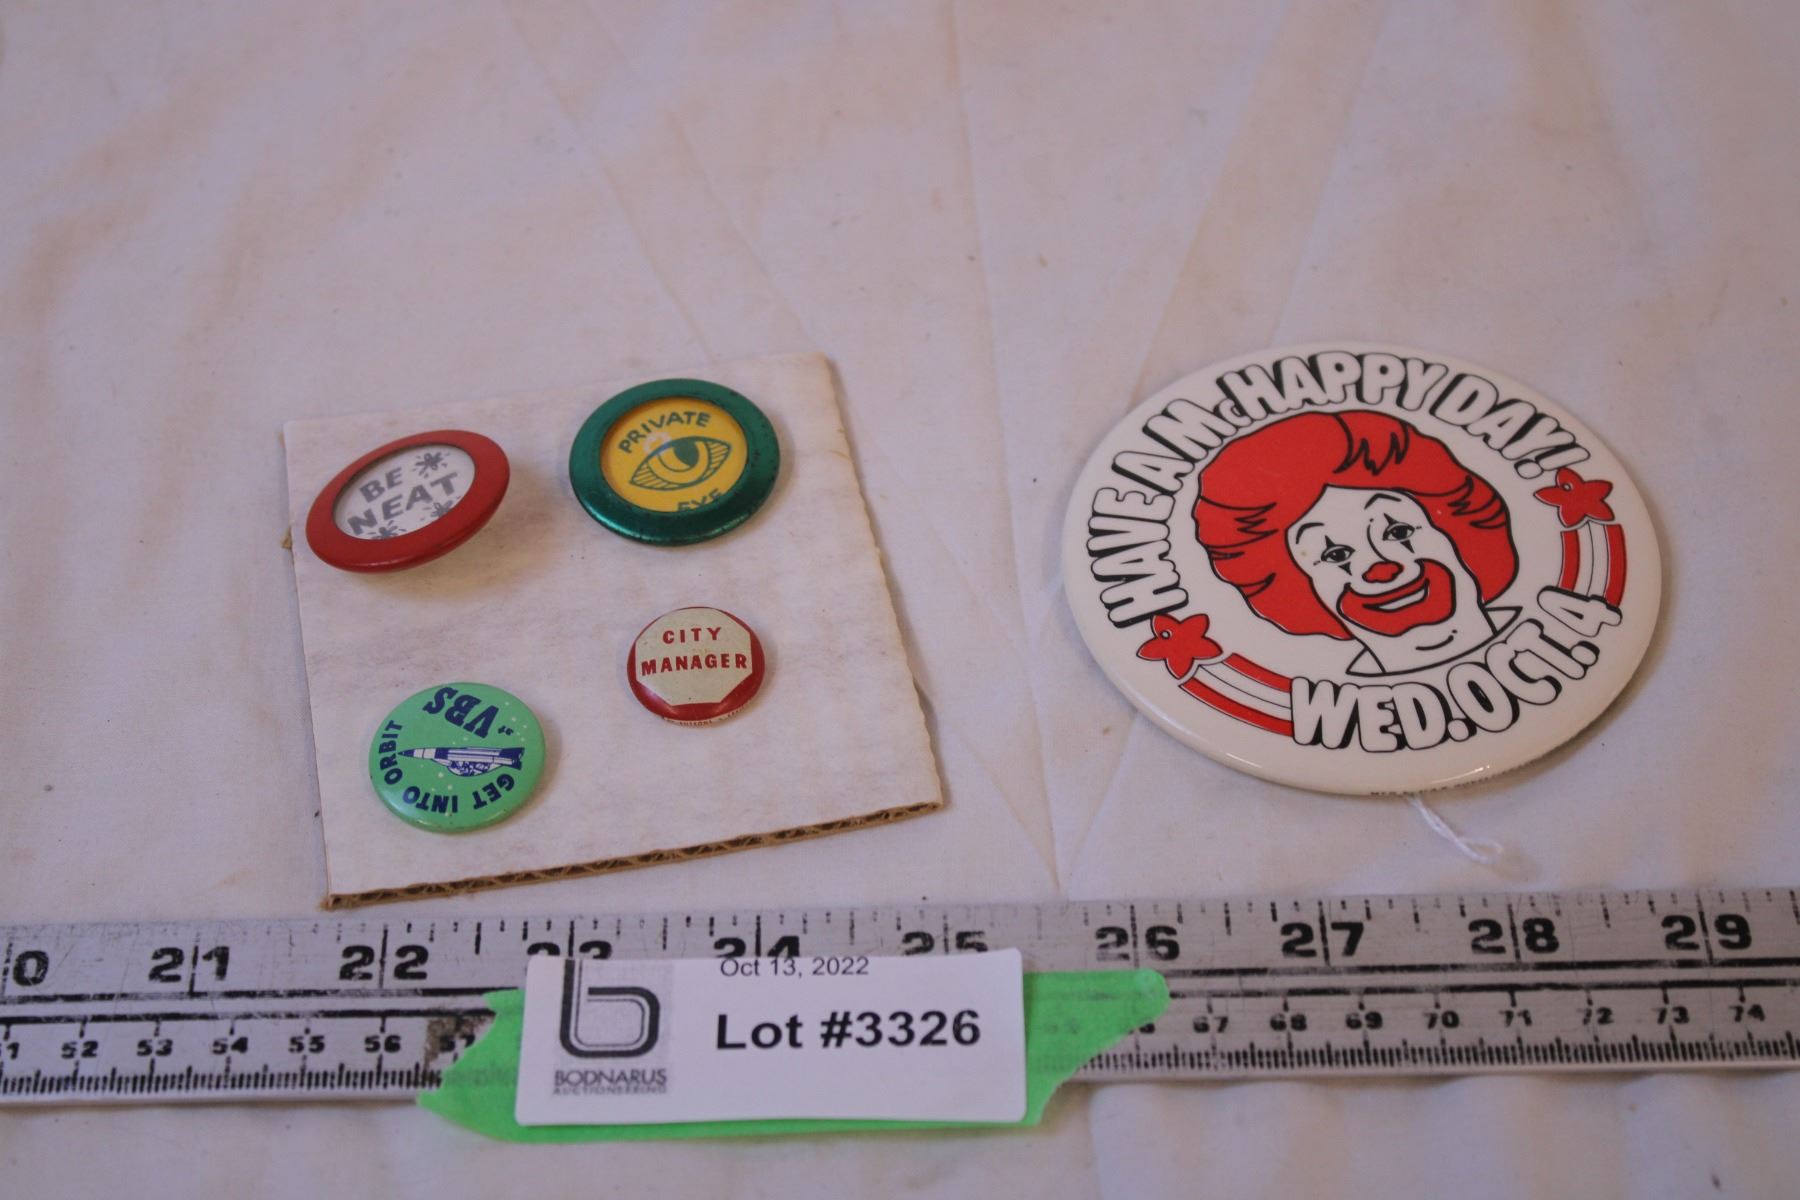 BE
NEAT
PRIVATE
EYE
CITY
MANAGER
GET INTO ORBIT
VBS
HAVE A McHAPPY DAY!
WED. OCT. 4
0 21 22 23 24 25 26 27 28 29
52 53 54 55 56 57 67 68 69 70 71 72 73 74
Oct 13, 2022
Lot #3326
b
BODNARUS
AUCTIONEERING